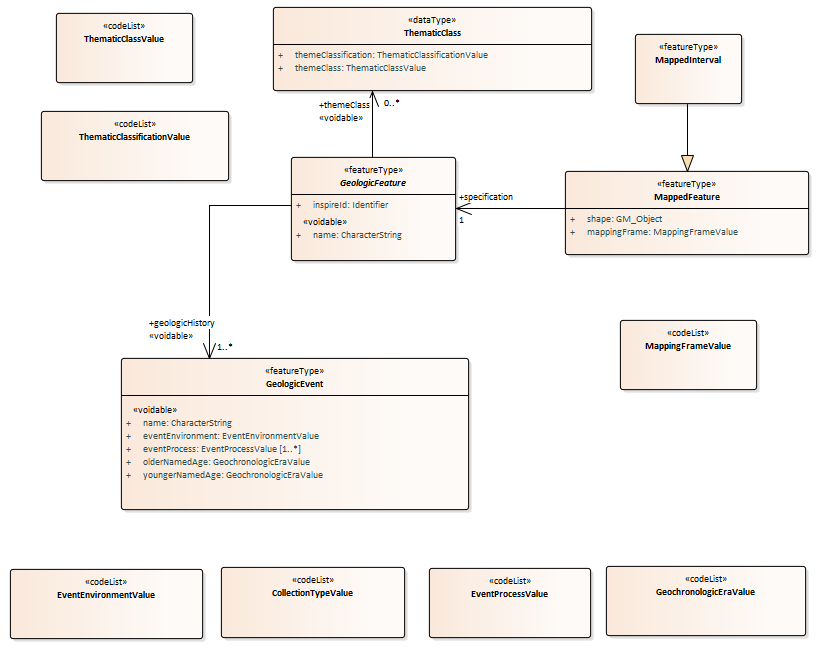 «codeList»
ThematicClassValue
«dataType»
ThematicClass
+ themeClassification: ThematicClassificationValue
+ themeClass: ThematicClassValue
«featureType»
MappedInterval
«codeList»
ThematicClassificationValue
+themeClass 0..*
«voidable»
«featureType»
GeologicFeature
+ inspireId: Identifier
«voidable»
+ name: CharacterString
+specification
1
«featureType»
MappedFeature
+ shape: GM_Object
+ mappingFrame: MappingFrameValue
+geologicHistory
«voidable»
1..*
«codeList»
MappingFrameValue
«featureType»
GeologicEvent
«voidable»
+ name: CharacterString
+ eventEnvironment: EventEnvironmentValue
+ eventProcess: EventProcessValue [1..*]
+ olderNamedAge: GeochronologicEraValue
+ youngerNamedAge: GeochronologicEraValue
«codeList»
EventEnvironmentValue
«codeList»
CollectionTypeValue
«codeList»
EventProcessValue
«codeList»
GeochronologicEraValue